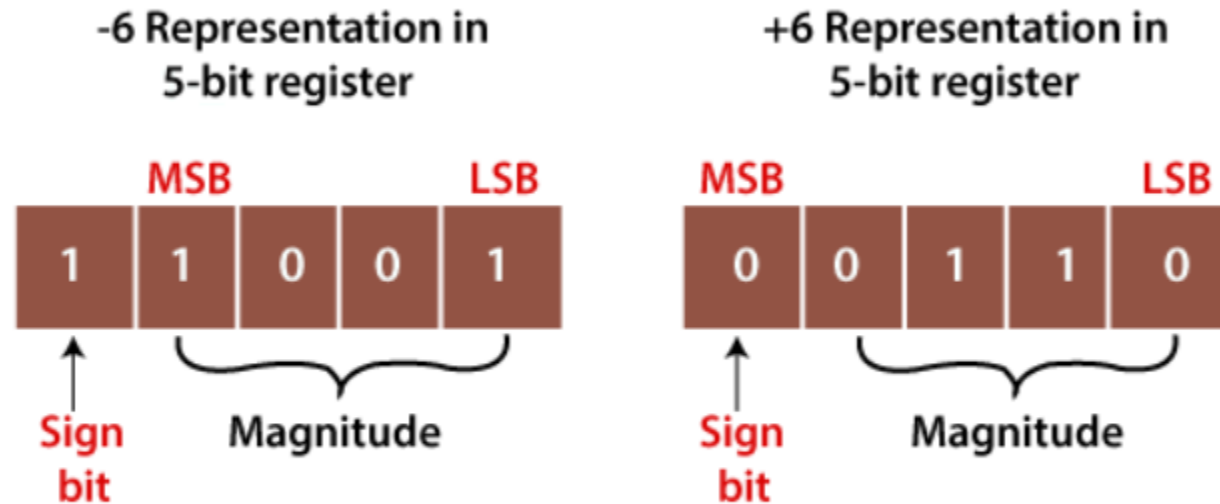 -6 Representation in
5-bit register
MSB LSB
1 1 0 0 1
Sign
bit
Magnitude
+6 Representation in
5-bit register
MSB LSB
0 0 1 1 0
Sign
bit
Magnitude